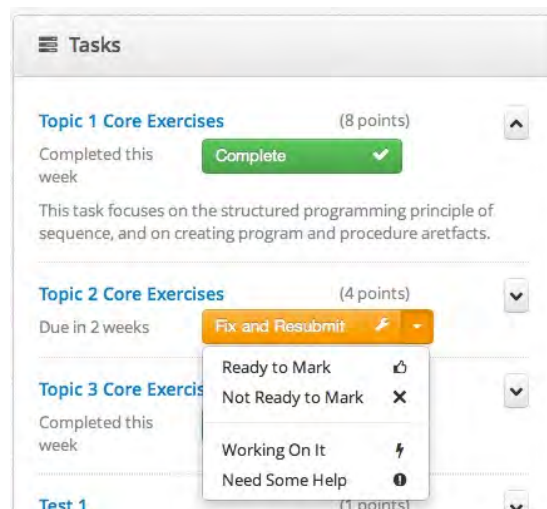 Tasks
Topic 1 Core Exercises (8 points)
Completed this Complete
week
This task focuses on the structured programming principle of
sequence, and on creating program and procedure aretfacts.
Topic 2 Core Exercises (4 points)
Due in 2 weeks Fix and Resubmit
Ready to Mark
Not Ready to Mark
Topic 3 Core Exercis
Completed this
week
Working On It
Need Some Help
Test 1 (1 points)